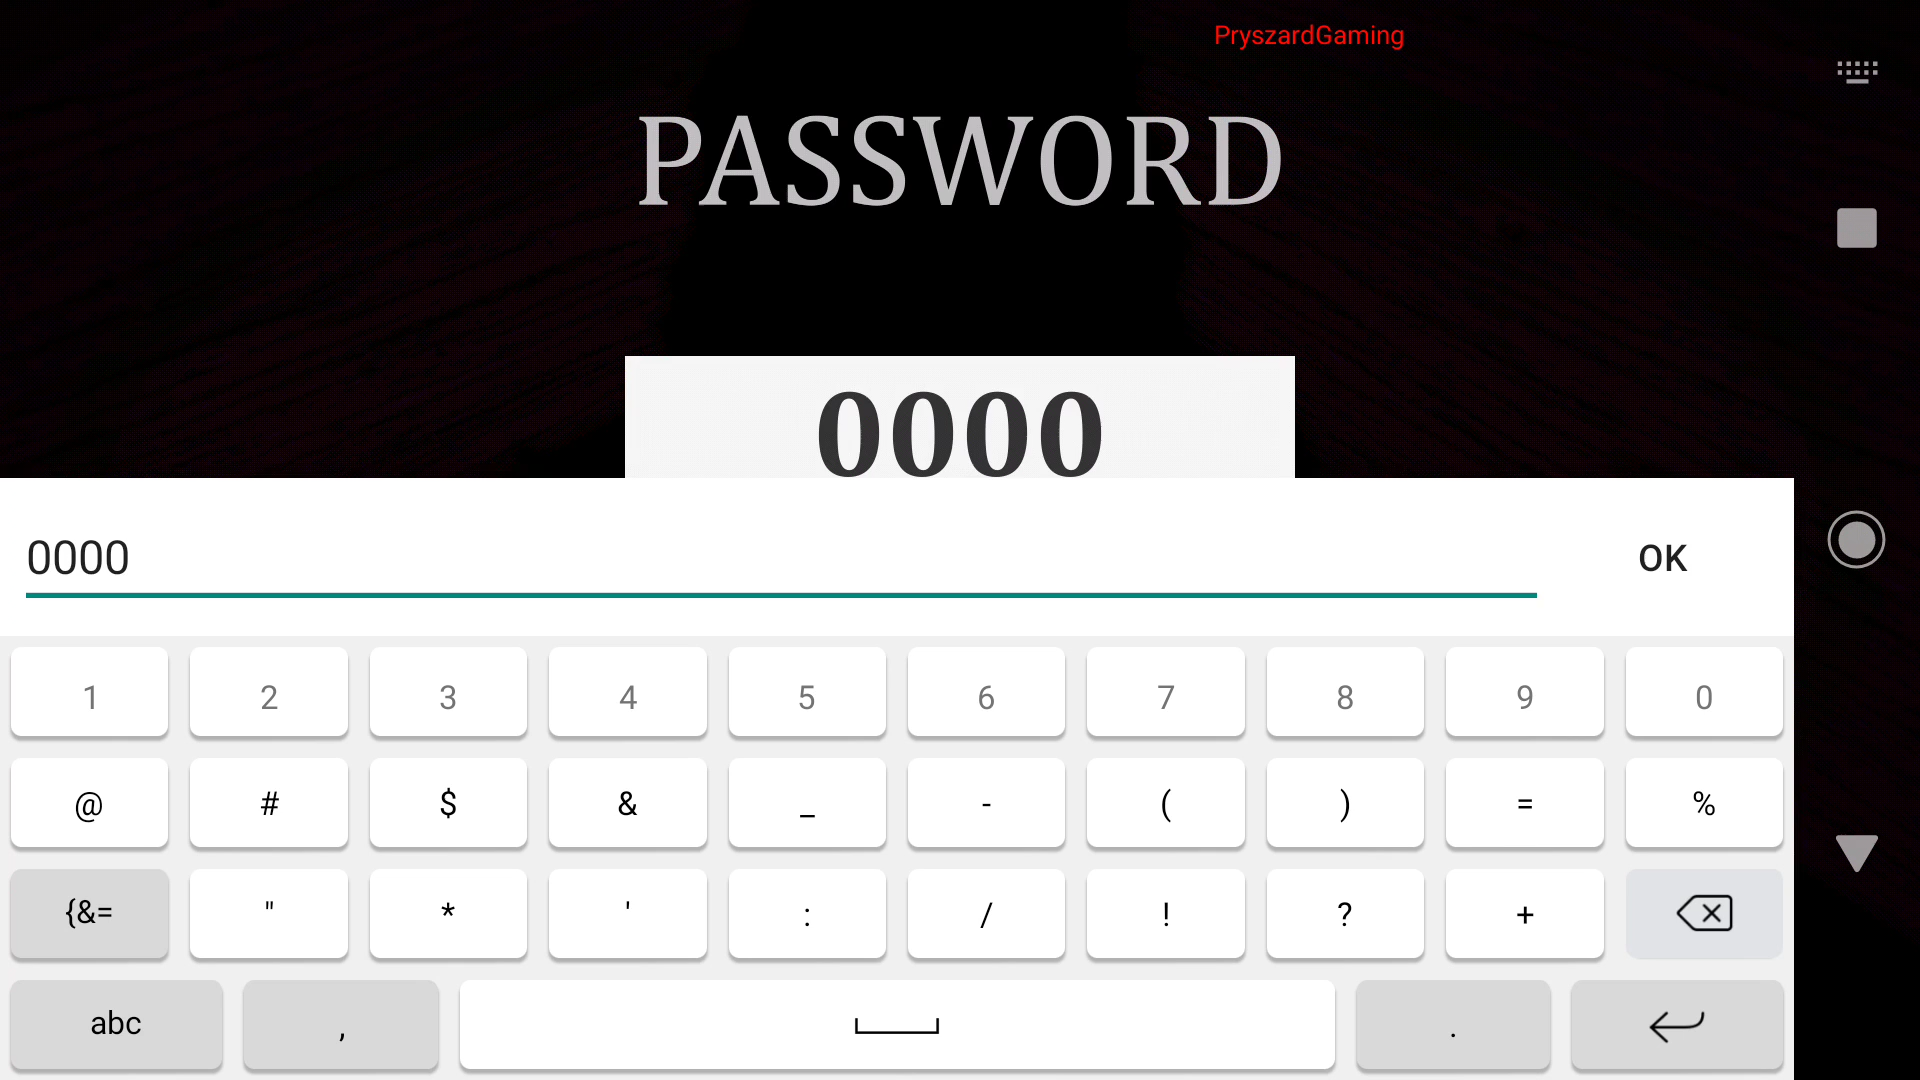 PryszardGaming
PASSWORD
0000
0000
OK
1 2 3 4 5 6 7 8 9 0
@ # $ & _ - ( ) = %
{&= " * ' : / ! ? +
abc , .